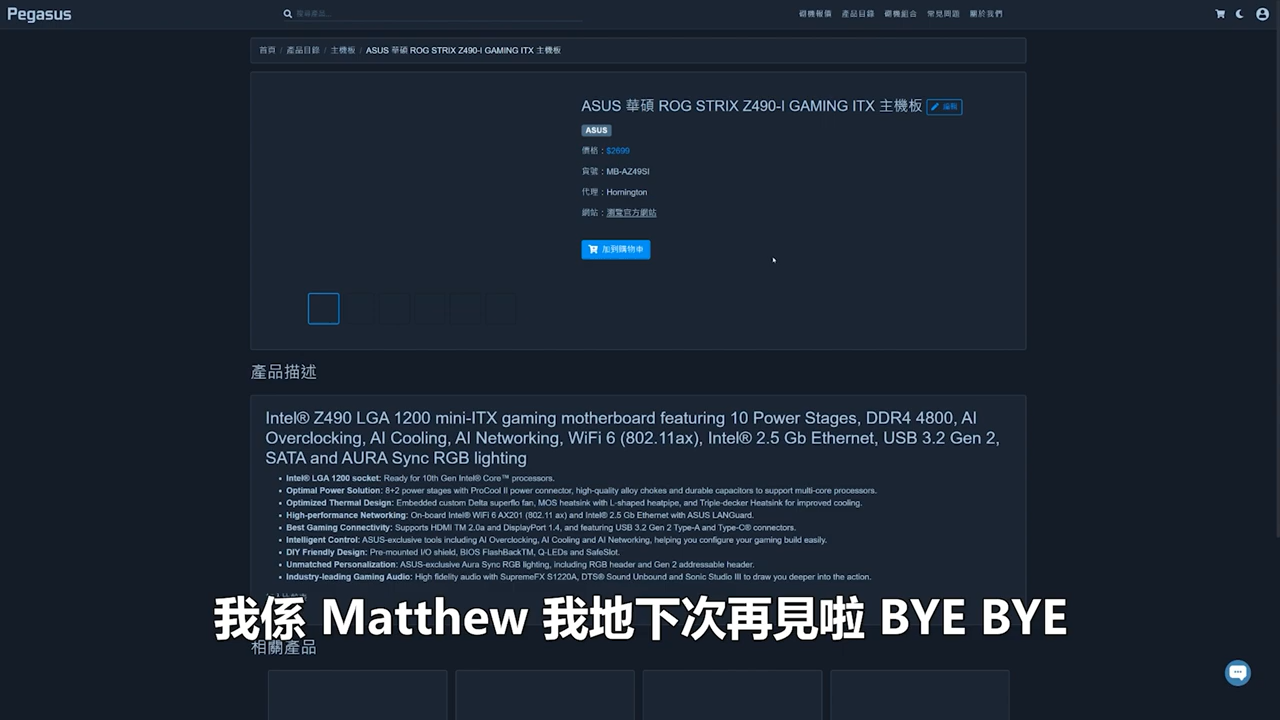 Pegasus
搜尋產品...
砌機報價 產品目錄 砌機組合 常見問題 關於我們
首頁 / 產品目錄 / 主機板 / ASUS 華碩 ROG STRIX Z490-I GAMING ITX 主機板
ASUS 華碩 ROG STRIX Z490-I GAMING ITX 主機板 編輯
ASUS
價格：$2699
貨號：MB-AZ49SI
代理：Hornington
網站：瀏覽官方網站
加到購物車
產品描述
Intel® Z490 LGA 1200 mini-ITX gaming motherboard featuring 10 Power Stages, DDR4 4800, AI
Overclocking, AI Cooling, AI Networking, WiFi 6 (802.11ax), Intel® 2.5 Gb Ethernet, USB 3.2 Gen 2,
SATA and AURA Sync RGB lighting
• Intel® LGA 1200 socket: Ready for 10th Gen Intel® Core™ processors.
• Optimal Power Solution: 8+2 power stages with ProCool II power connector, high-quality alloy chokes and durable capacitors to support multi-core processors.
• Optimized Thermal Design: Embedded custom Delta superflo fan, MOS heatsink with L-shaped heatpipe, and Triple-decker Heatsink for improved cooling.
• High-performance Networking: On-board Intel® WiFi 6 AX201 (802.11 ax) and Intel® 2.5 Gb Ethernet with ASUS LANGuard.
• Best Gaming Connectivity: Supports HDMI TM 2.0a and DisplayPort 1.4, and featuring USB 3.2 Gen 2 Type-A and Type-C® connectors.
• Intelligent Control: ASUS-exclusive tools including AI Overclocking, AI Cooling and AI Networking, helping you configure your gaming build easily.
• DIY Friendly Design: Pre-mounted I/O shield, BIOS FlashBackTM, Q-LEDs and SafeSlot.
• Unmatched Personalization: ASUS-exclusive Aura Sync RGB lighting, including RGB header and Gen 2 addressable header.
• Industry-leading Gaming Audio: High fidelity audio with SupremeFX S1220A, DTS® Sound Unbound and Sonic Studio III to draw you deeper into the action.
我係 Matthew 我地下次再見啦 BYE BYE
相關產品